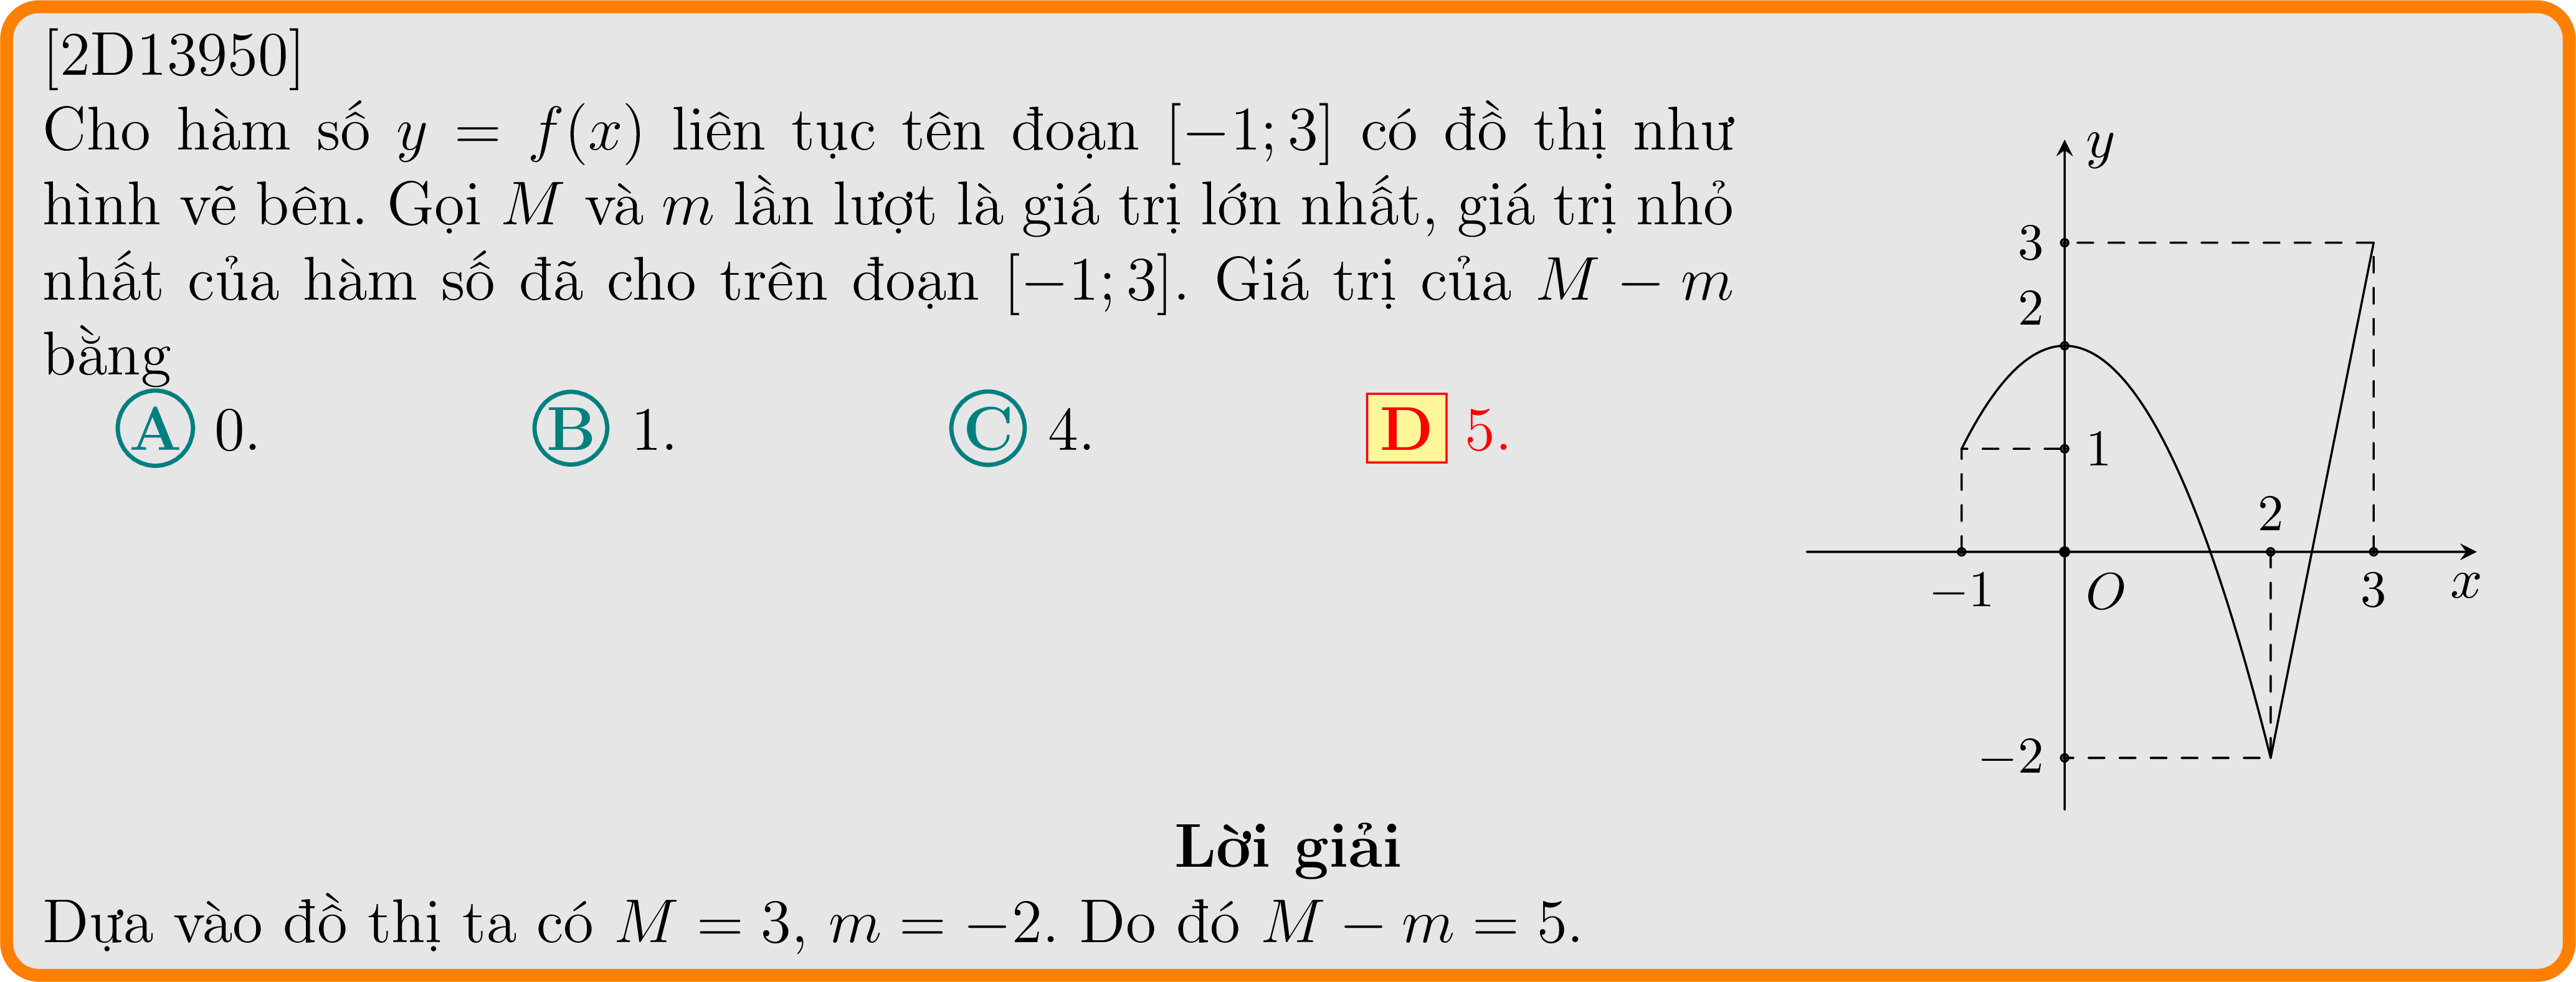 [2D13950]
Cho hàm số y = f(x) liên tục tên đoạn [−1; 3] có đồ thị như
hình vẽ bên. Gọi M và m lần lượt là giá trị lớn nhất, giá trị nhỏ
nhất của hàm số đã cho trên đoạn [−1; 3]. Giá trị của M − m
bằng
A 0. B 1. C 4. D 5.
y
3
2
1
2
−1 O 3 x
−2
Lời giải
Dựa vào đồ thị ta có M = 3, m = −2. Do đó M − m = 5.